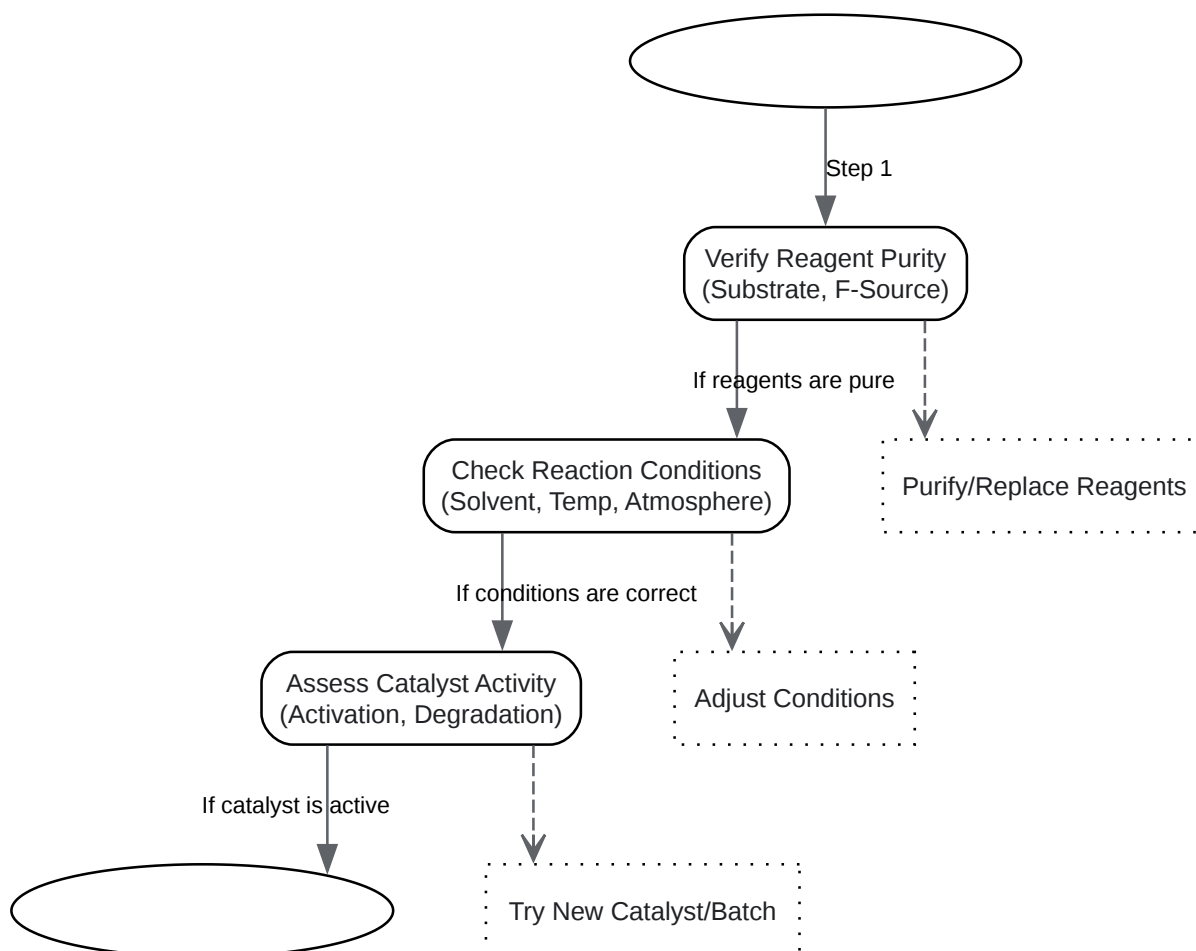 Step 1
Verify Reagent Purity
(Substrate, F-Source)
If reagents are pure
Check Reaction Conditions
(Solvent, Temp, Atmosphere)
Purify/Replace Reagents
If conditions are correct
Assess Catalyst Activity
(Activation, Degradation)
Adjust Conditions
If catalyst is active
Try New Catalyst/Batch